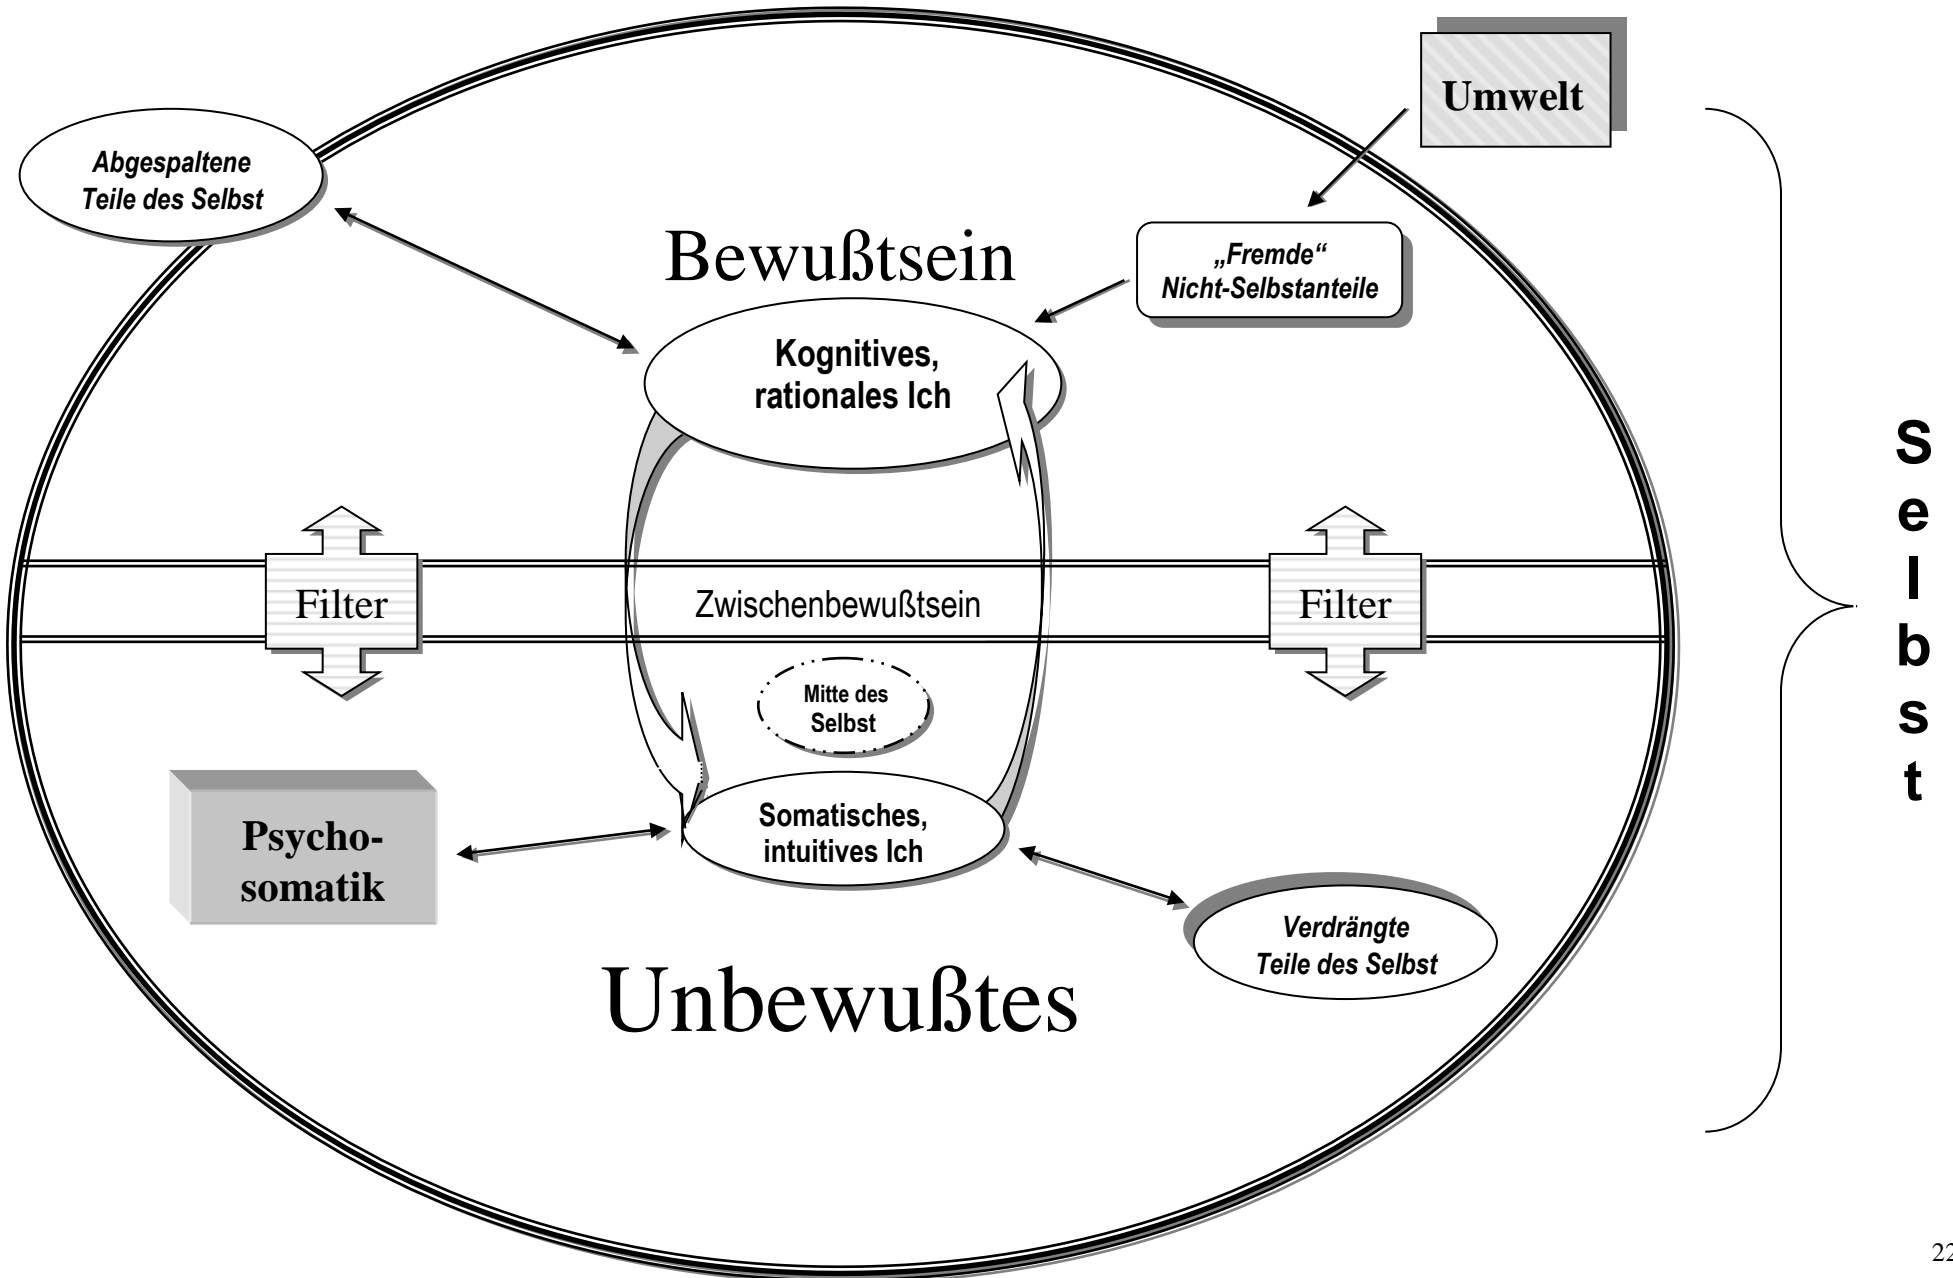 Umwelt
Abgespaltene
Teile des Selbst
Bewußtsein
„Fremde“
Nicht-Selbstanteile
Kognitives,
rationales Ich
S
e
l
b
s
t
Filter
Zwischenbewußtsein
Filter
Mitte des
Selbst
Psycho-
somatik
Somatisches,
intuitives Ich
Verdrängte
Teile des Selbst
Unbewußtes
22